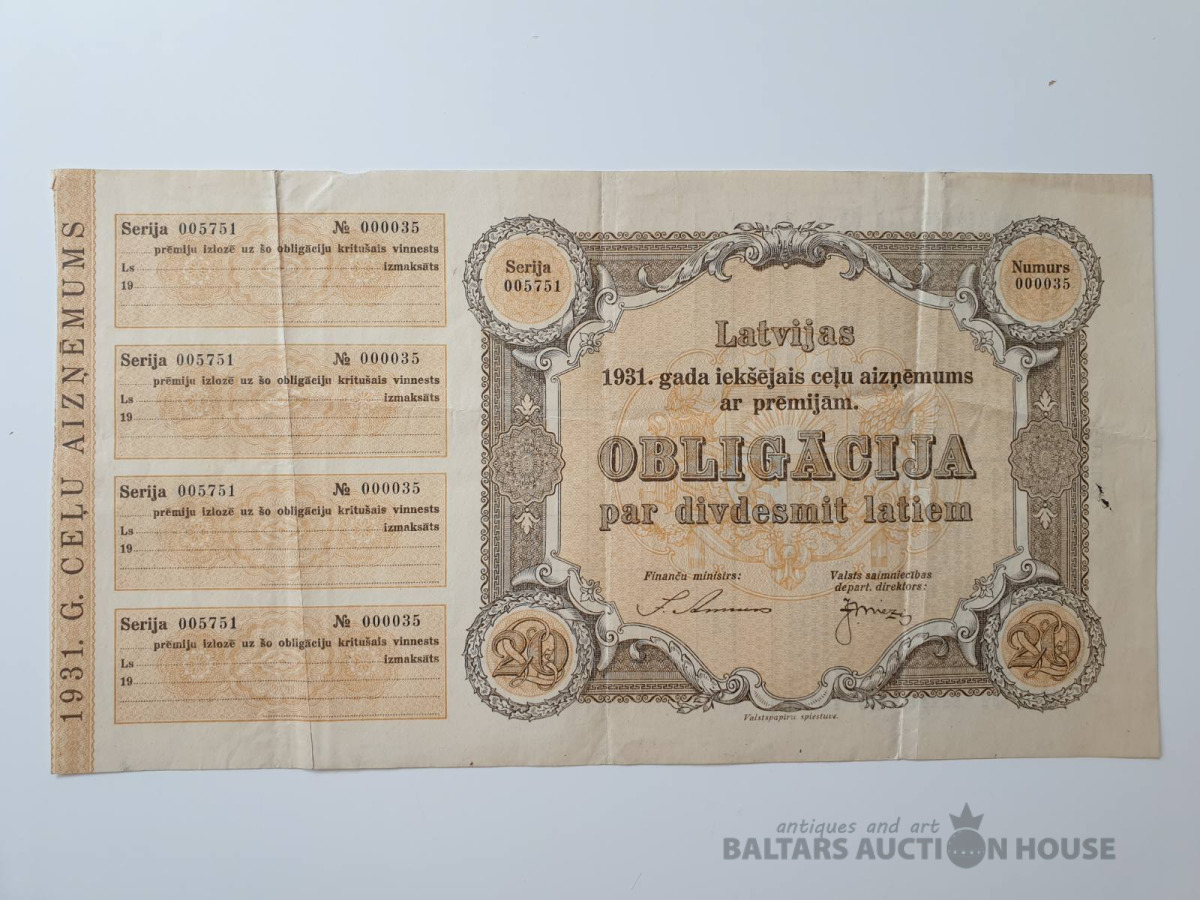 1931. G. CEĻU AIZŅEMUMS
Serija 005751 № 000035
prēmiju izlozē uz šo obligāciju kritušais vinnests
Ls izmaksāts
19
Serija 005751 № 000035
prēmiju izlozē uz šo obligāciju kritušais vinnests
Ls izmaksāts
19
Serija 005751 № 000035
prēmiju izlozē uz šo obligāciju kritušais vinnests
Ls izmaksāts
19
Serija 005751 № 000035
prēmiju izlozē uz šo obligāciju kritušais vinnests
Ls izmaksāts
19
Serija
005751
Numurs
000035
Latvijas
1931. gada iekšējais ceļu aizņēmums
ar prēmijām.
OBLIGĀCIJA
par divdesmit latiem
Finanču ministrs:
Valsts saimniecības
depart. direktors:
20
20
Valstspapiru spiestuve.
antiques and art
BALTARS AUCTION HOUSE